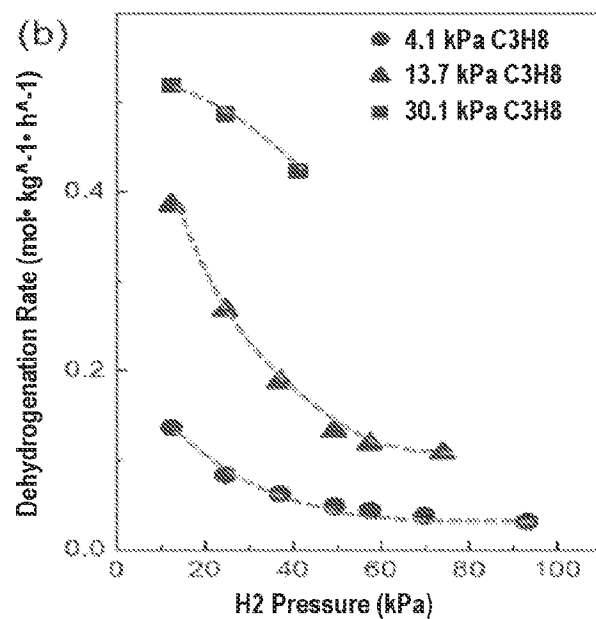 (b)
4.1 kPa C3H8
13.7 kPa C3H8
30.1 kPa C3H8
Dehydrogenation Rate (mol• kg^-1• h^-1)
0.4
0.2
0.0
0 20 40 60 80 100
H2 Pressure (kPa)